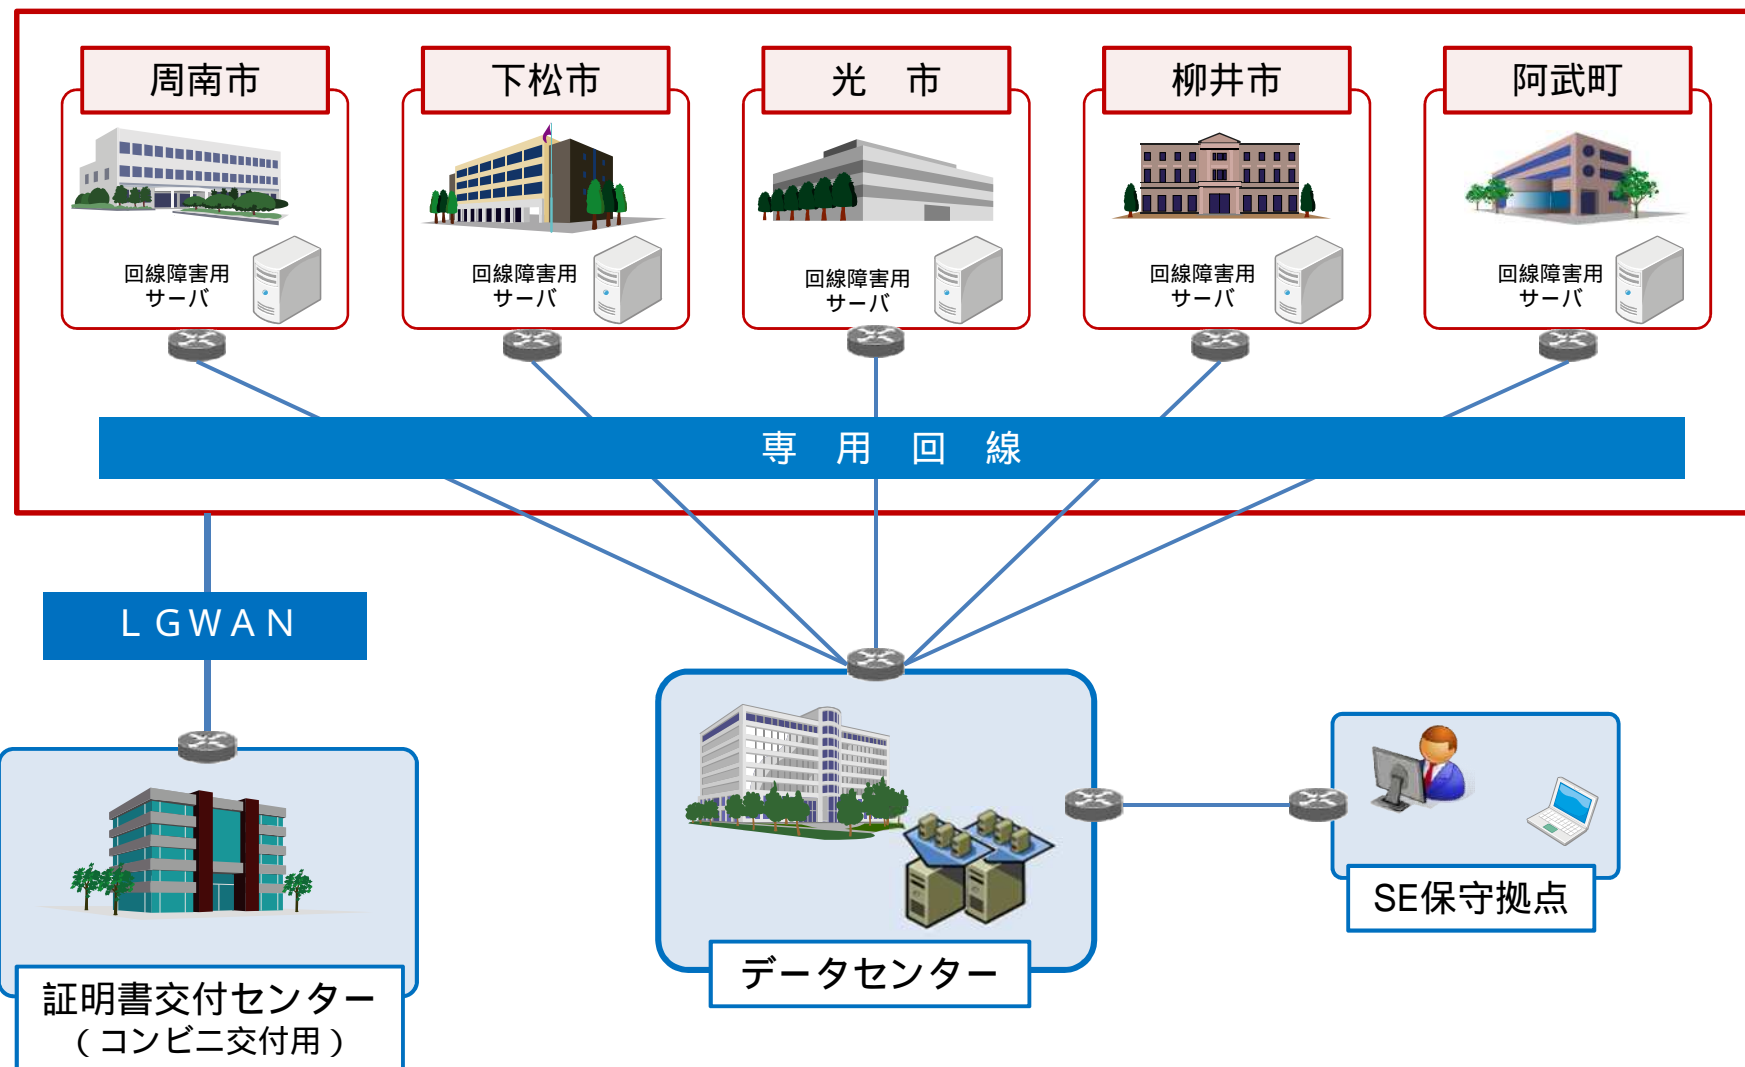 周南市
下松市
光　市
柳井市
阿武町
回線障害用
サーバ
回線障害用
サーバ
回線障害用
サーバ
回線障害用
サーバ
回線障害用
サーバ
専　用　回　線
ＬＧＷＡＮ
SE保守拠点
データセンター
証明書交付センター
（コンビニ交付用）